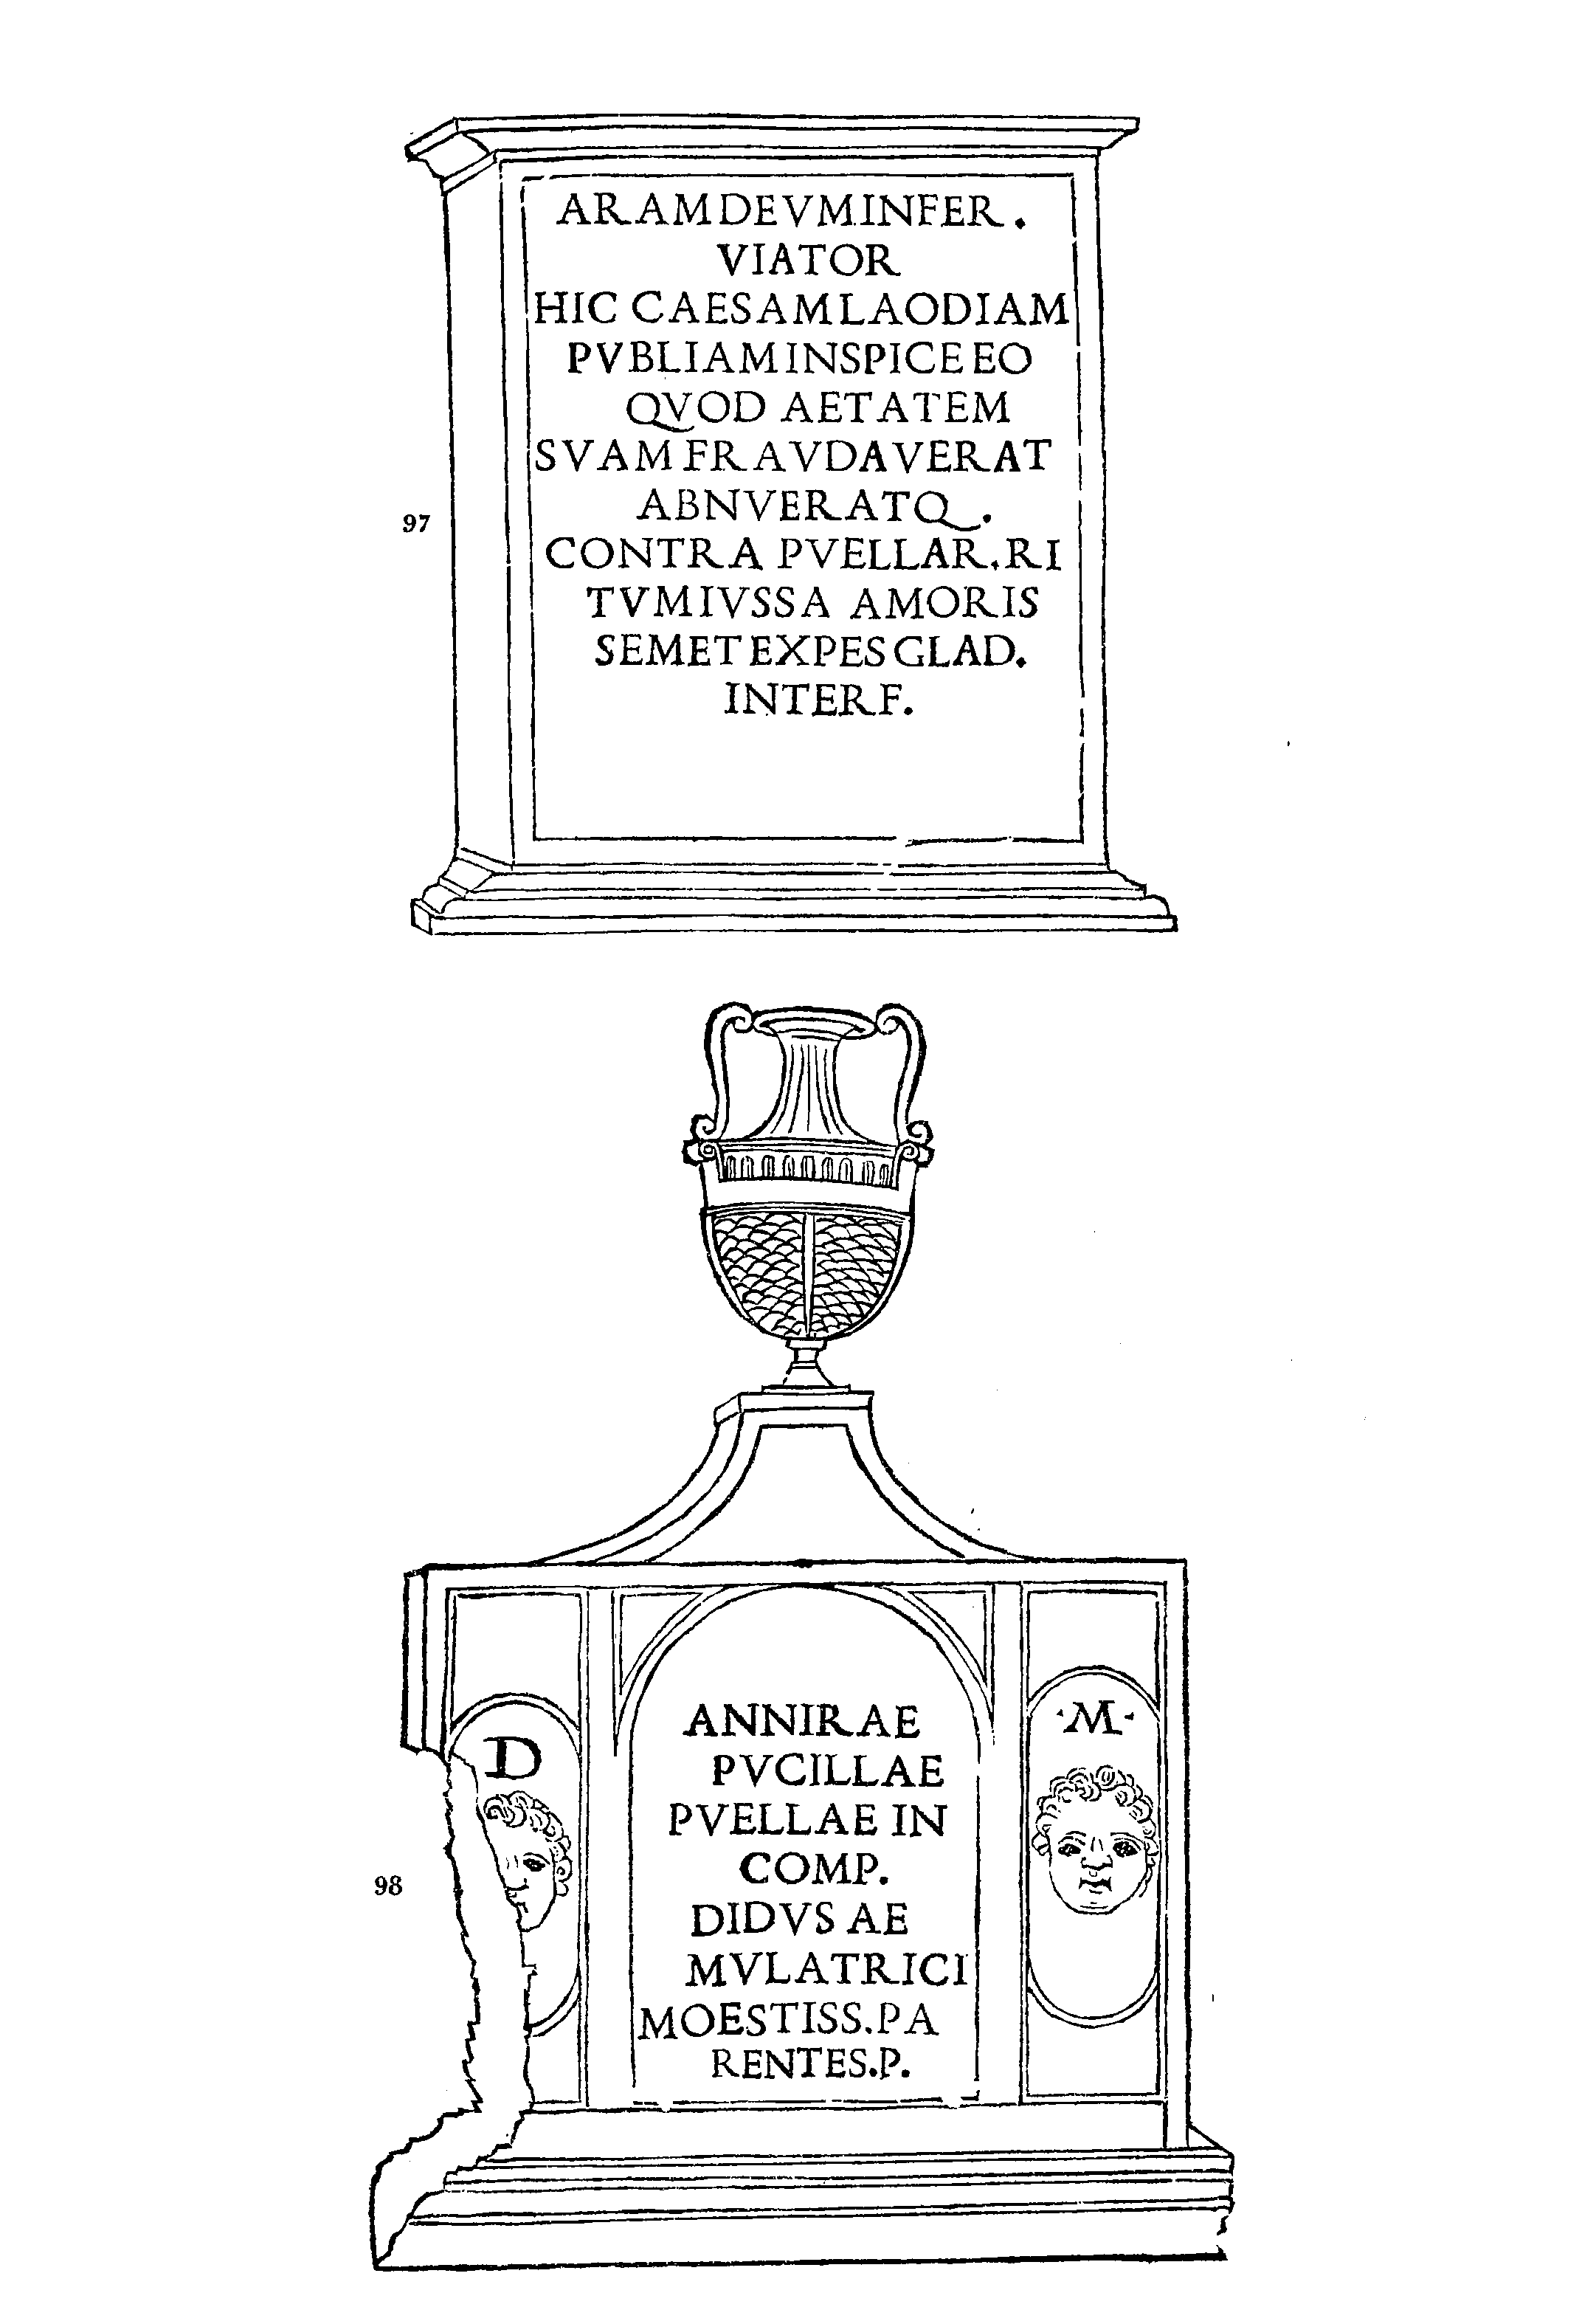 ARAM DEVM INFER.
VIATOR
HIC CAESAM LAODIAM
PVBLIAM INSPICE EO
QVOD AETATEM
SVAM FRAVDAVERAT
ABNVERATQ.
CONTRA PVELLAR. RI
TVM IVSSA AMORIS
SEMET EXPES GLAD.
INTERF.
97
D
·M·
ANNIRAE
PVCILLAE
PVELLAE IN
COMP.
DIDVS AE
MVLATRICI
MOESTISS. PA
RENTES. P.
98